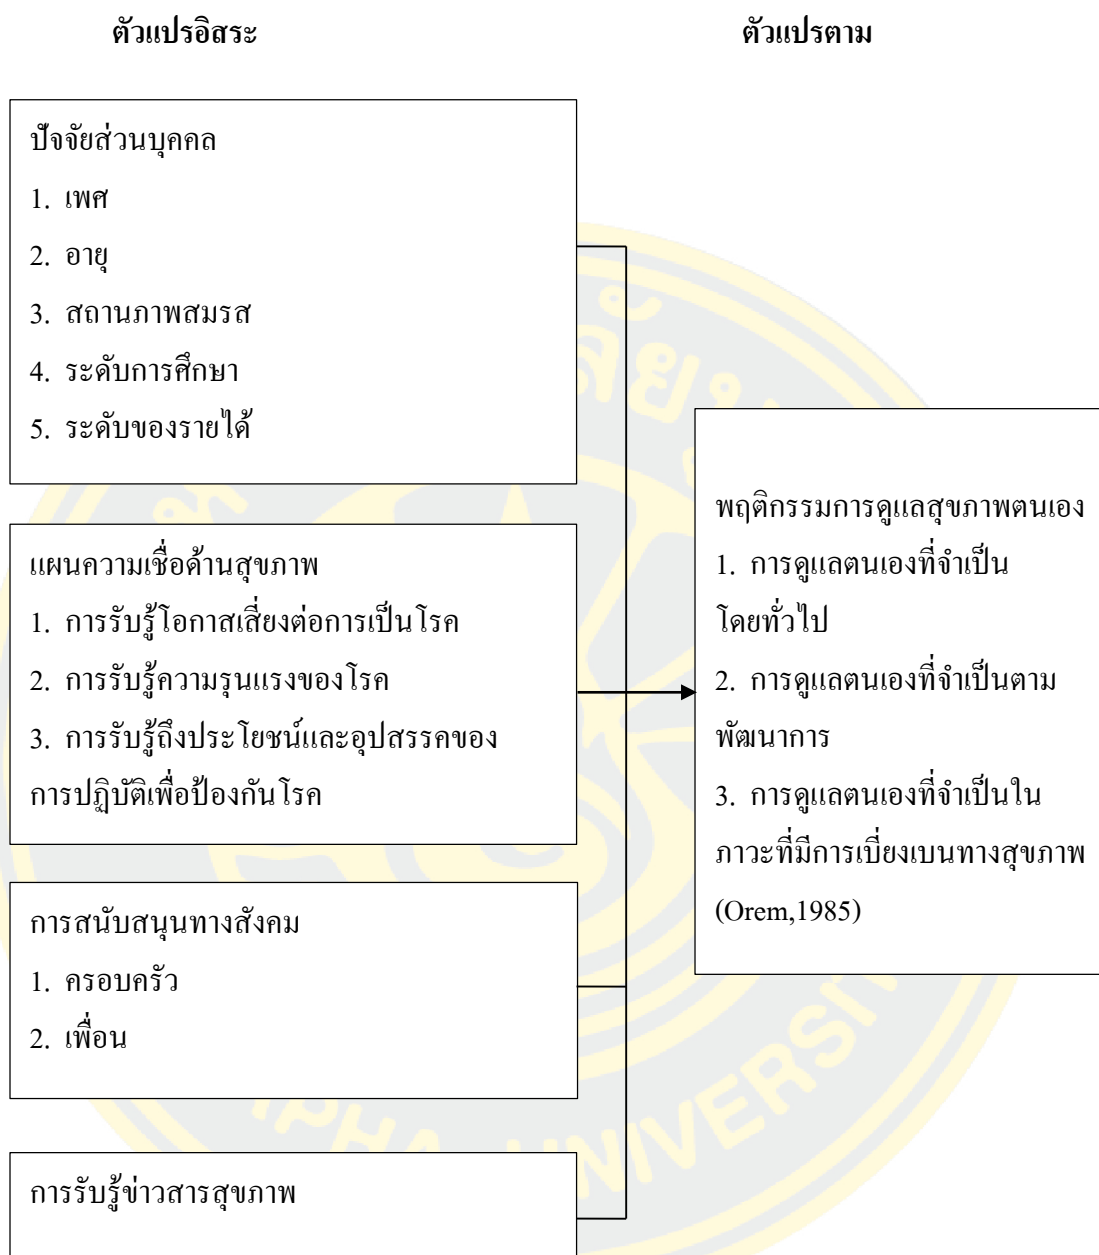 ตัวแปรอิสระ
ตัวแปรตาม
ปัจจัยส่วนบุคคล
1. เพศ
2. อายุ
3. สถานภาพสมรส
4. ระดับการศึกษา
5. ระดับของรายได้
แผนความเชื่อด้านสุขภาพ
1. การรับรู้โอกาสเสี่ยงต่อการเป็นโรค
2. การรับรู้ความรุนแรงของโรค
3. การรับรู้ถึงประโยชน์และอุปสรรคของ
การปฏิบัติเพื่อป้องกันโรค
การสนับสนุนทางสังคม
1. ครอบครัว
2. เพื่อน
การรับรู้ข่าวสารสุขภาพ
พฤติกรรมการดูแลสุขภาพตนเอง
1. การดูแลตนเองที่จำเป็น
โดยทั่วไป
2. การดูแลตนเองที่จำเป็นตาม
พัฒนาการ
3. การดูแลตนเองที่จำเป็นใน
ภาวะที่มีการเบี่ยงเบนทางสุขภาพ
(Orem,1985)